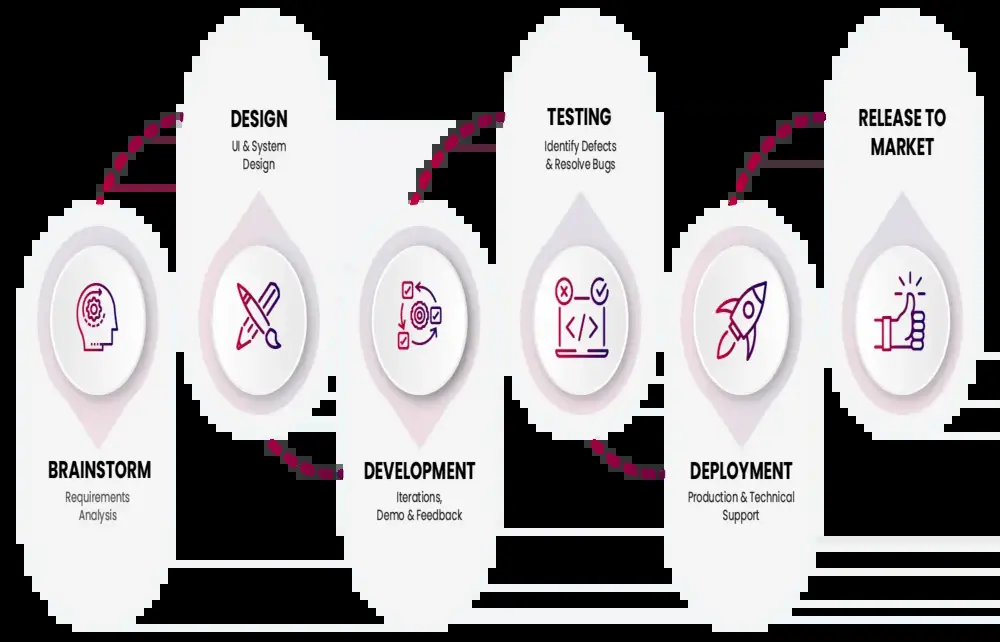 BRAINSTORM
Requirements
Analysis
DESIGN
UI & System
Design
DEVELOPMENT
Iterations,
Demo & Feedback
TESTING
Identify Defects
& Resolve Bugs
DEPLOYMENT
Production & Technical
Support
RELEASE TO
MARKET